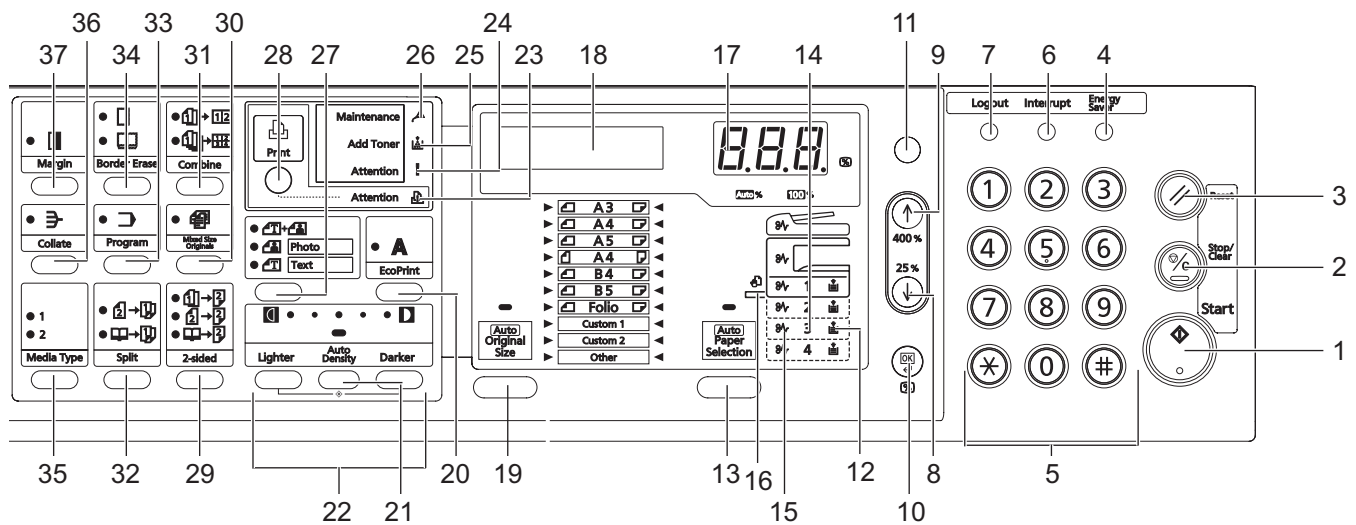 36 33 30 24 11
37 34 31 28 27 26 25 23 18 17 14 9 7 6 4
Logout Interrupt Energy Saver
Maintenance
Add Toner
Attention
Attention
Print
8.8.8. %
Auto % 100 %
Margin Border Erase Combine
1 2
Collate Program Mixed Size Originals
T +
Photo
T Text
A
EcoPrint
1
2
Media Type Split 2-sided
Lighter Auto Density Darker
A3
A4
A5
A4
B4
B5
Folio
Custom 1
Custom 2
Other
Auto Original Size
Auto Paper Selection
1
2
4
400 %
25 %
OK
%
1 2 3
4 5 6
7 8 9
* 0 #
Reset
Stop/Clear
C
Start
3
2
1
35 32 29 20 19 13 16 12 10 8 5
22 21 15